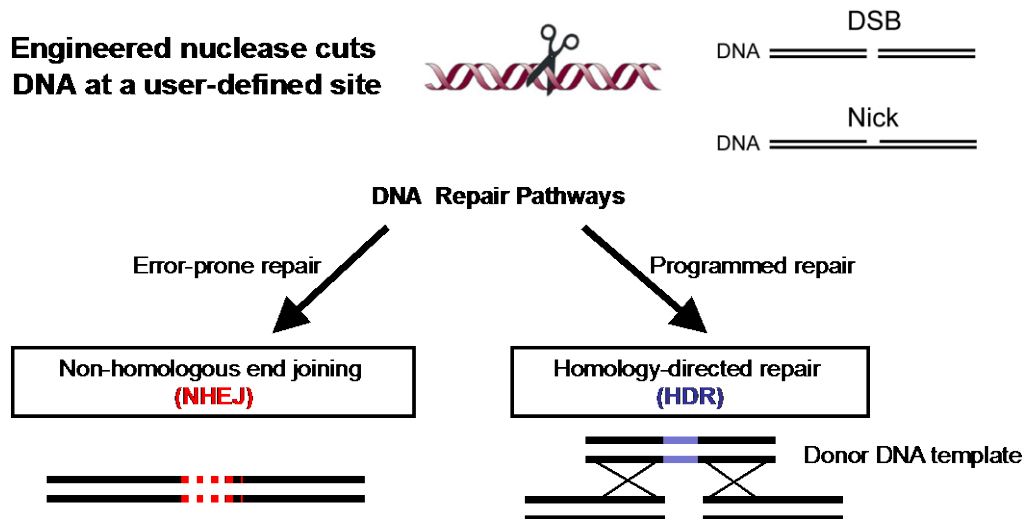 Engineered nuclease cuts
DNA at a user-defined site
DSB
DNA
Nick
DNA
DNA Repair Pathways
Error-prone repair
Programmed repair
Non-homologous end joining
(NHEJ)
Homology-directed repair
(HDR)
Donor DNA template